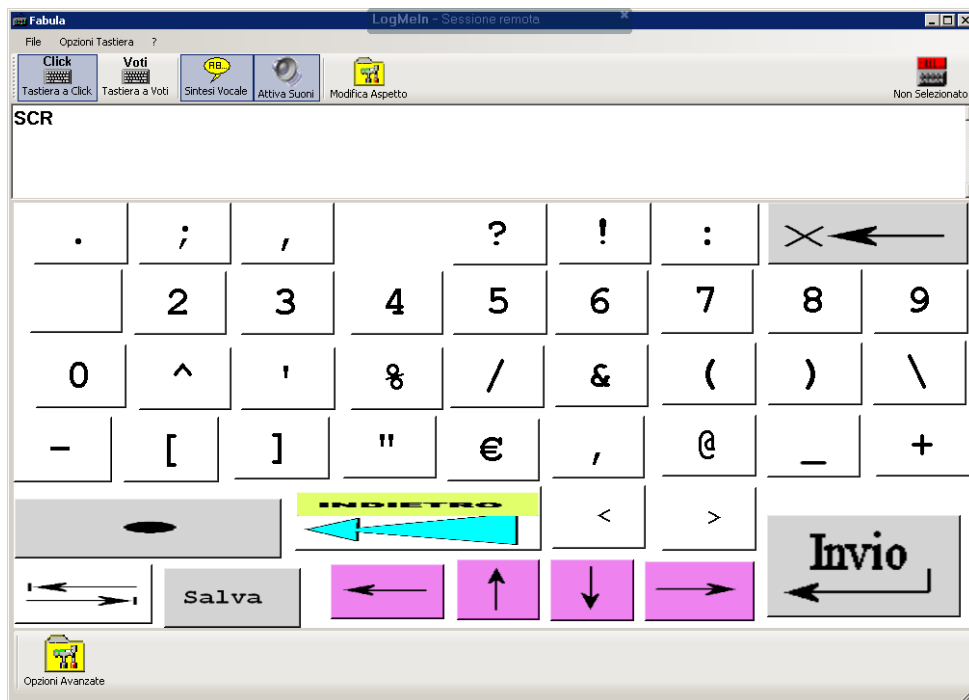 Fabula
LogMeIn - Sessione remota x
File Opzioni Tastiera ?
Click Voti AB..
Tastiera a Click Tastiera a Voti Sintesi Vocale Attiva Suoni Modifica Aspetto Non Selezionato
SCR
. ; , ? ! :
2 3 4 5 6 7 8 9
0 ^ ' % / & ( ) \
- [ ] " € , @ _ +
INDIETRO < >
Invio
Salva
Opzioni Avanzate